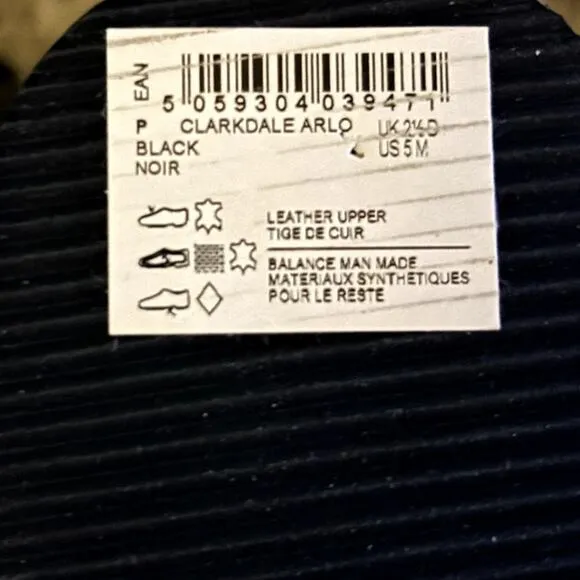 EAN
5 059304 039471
P CLARKDALE ARLO UK 2½ D
BLACK US 5 M
NOIR
LEATHER UPPER
TIGE DE CUIR
BALANCE MAN MADE
MATERIAUX SYNTHETIQUES
POUR LE RESTE